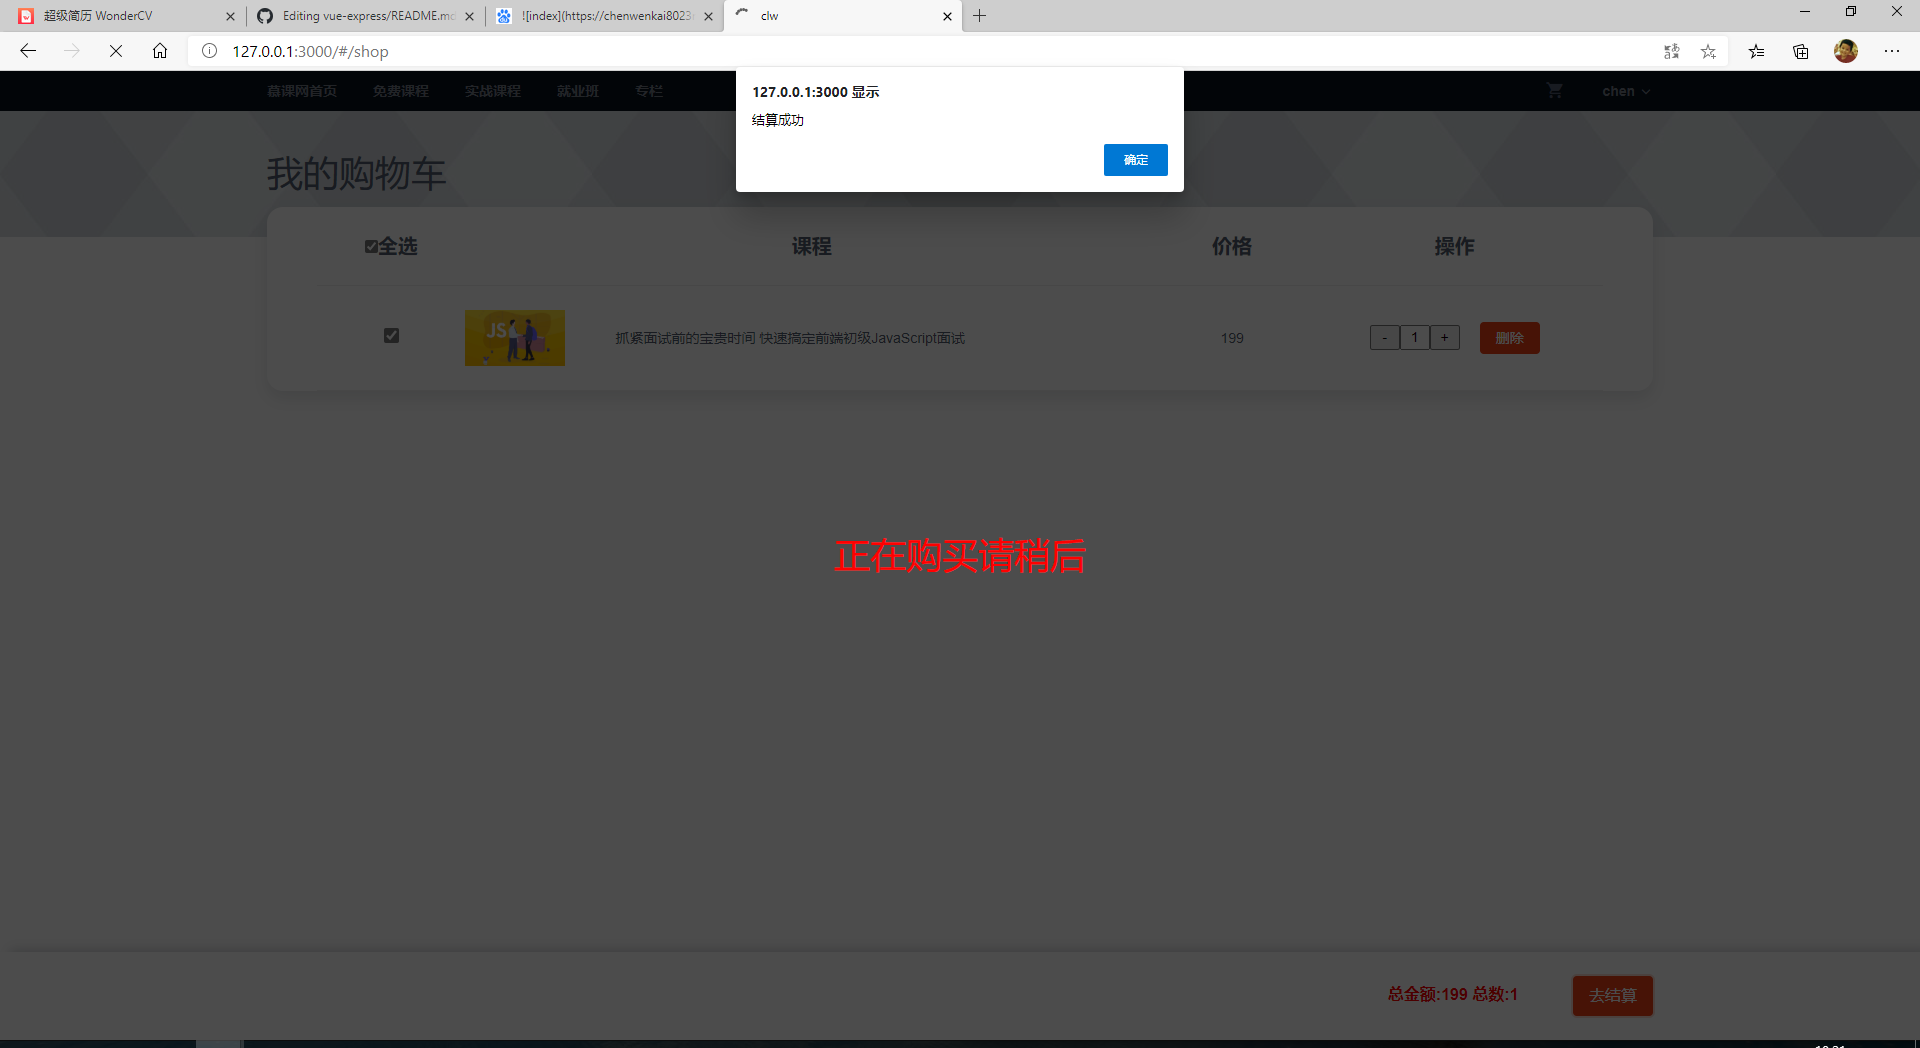 超级简历 WonderCV
Editing vue-express/README.md
![index](https://chenwenkai8023
clw
127.0.0.1:3000/#/shop
127.0.0.1:3000 显示
结算成功
确定
慕课网首页 免费课程 实战课程 就业班 专栏 chen
我的购物车
全选 课程 价格 操作
JS
抓紧面试前的宝贵时间 快速搞定前端初级JavaScript面试 199 - 1 + 删除
正在购买请稍后
总金额:199 总数:1 去结算